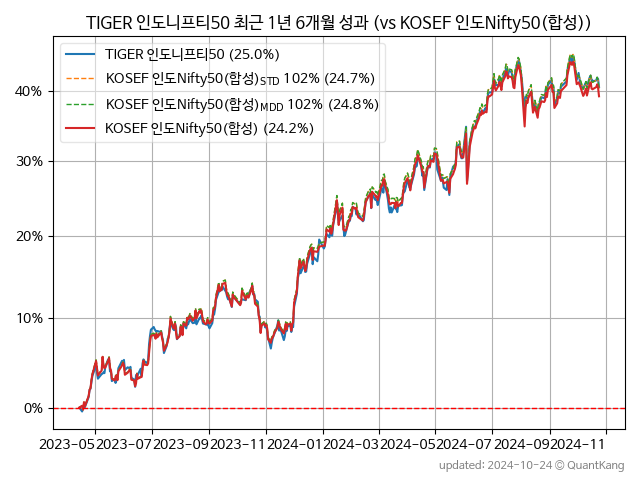 TIGER 인도니프티50 최근 1년 6개월 성과 (vs KOSEF 인도Nifty50(합성))
TIGER 인도니프티50 (25.0%)
KOSEF 인도Nifty50(합성)STD 102% (24.7%)
KOSEF 인도Nifty50(합성)MDD 102% (24.8%)
KOSEF 인도Nifty50(합성) (24.2%)
40%
30%
20%
10%
0%
2023-05 2023-07 2023-09 2023-11 2024-01 2024-03 2024-05 2024-07 2024-09 2024-11
updated: 2024-10-24 © QuantKang